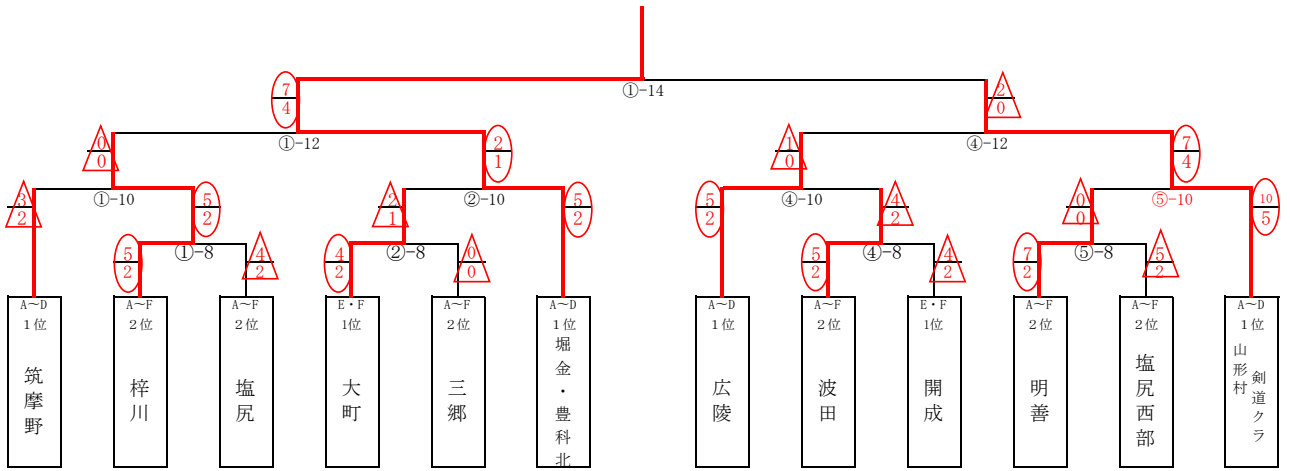 ①-14
7
4
2
0
①-12
④-12
0
0
2
1
1
0
7
4
①-10
②-10
④-10
⑤-10
3
2
5
2
2
1
5
2
5
2
4
2
0
0
10
5
①-8
②-8
④-8
⑤-8
5
2
4
2
4
2
0
0
5
2
4
2
7
2
5
2
A～D
1位
筑摩野
A～F
2位
梓川
A～F
2位
塩尻
E・F
1位
大町
A～F
2位
三郷
A～D
1位
堀金・豊科北
A～D
1位
広陵
A～F
2位
波田
E・F
1位
開成
A～F
2位
明善
A～F
2位
塩尻西部
A～D
1位
山形村
剣道クラ